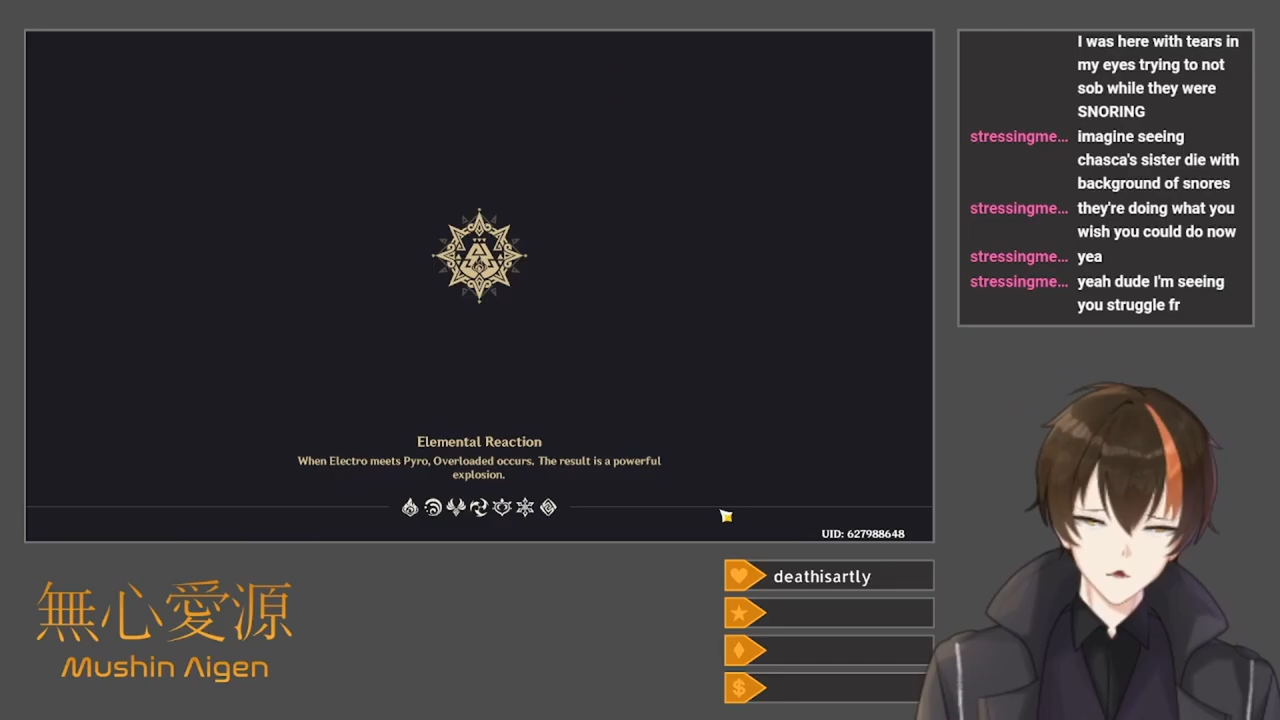 I was here with tears in
my eyes trying to not
sob while they were
SNORING
stressingme... imagine seeing
chasca's sister die with
background of snores
stressingme... they're doing what you
wish you could do now
stressingme... yea
stressingme... yeah dude I'm seeing
you struggle fr
Elemental Reaction
When Electro meets Pyro, Overloaded occurs. The result is a powerful
explosion.
UID: 627988648
無心愛源
Mushin Aigen
deathisartly
$